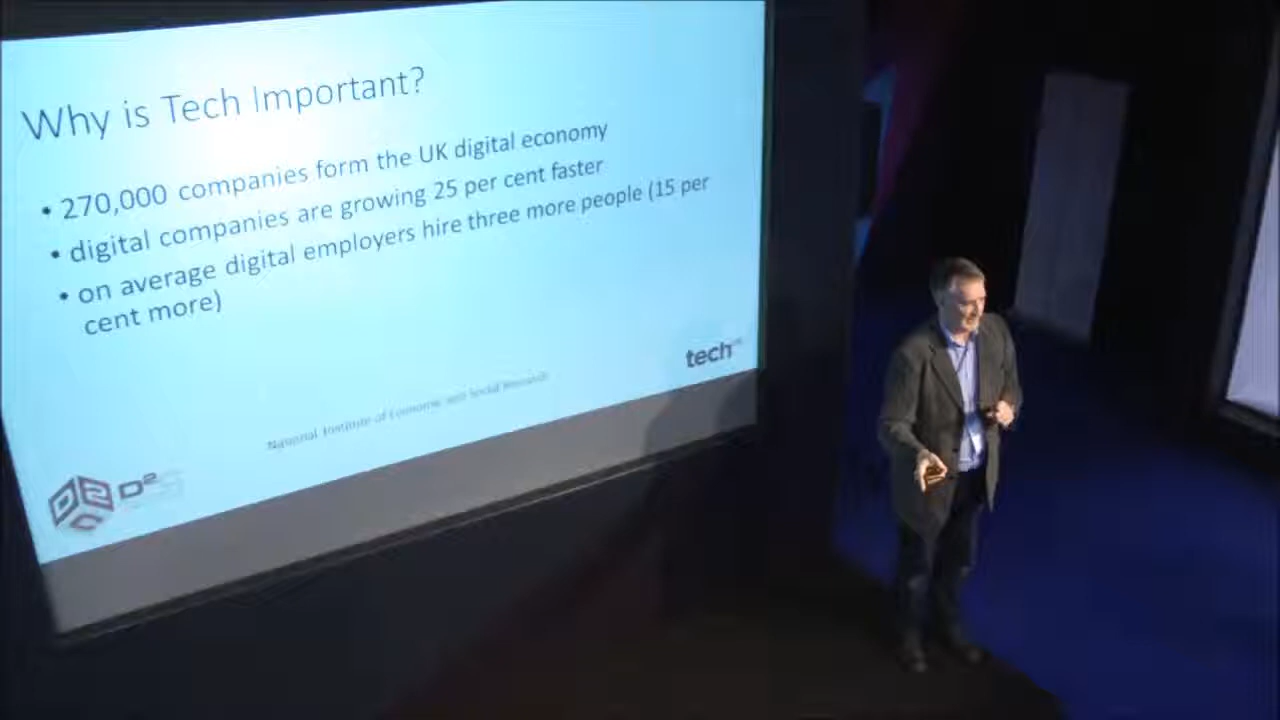 Why is Tech Important?
• 270,000 companies form the UK digital economy
• digital companies are growing 25 per cent faster
• on average digital employers hire three more people (15 per
cent more)
tech
National Institute of Economic and Social Research
D2